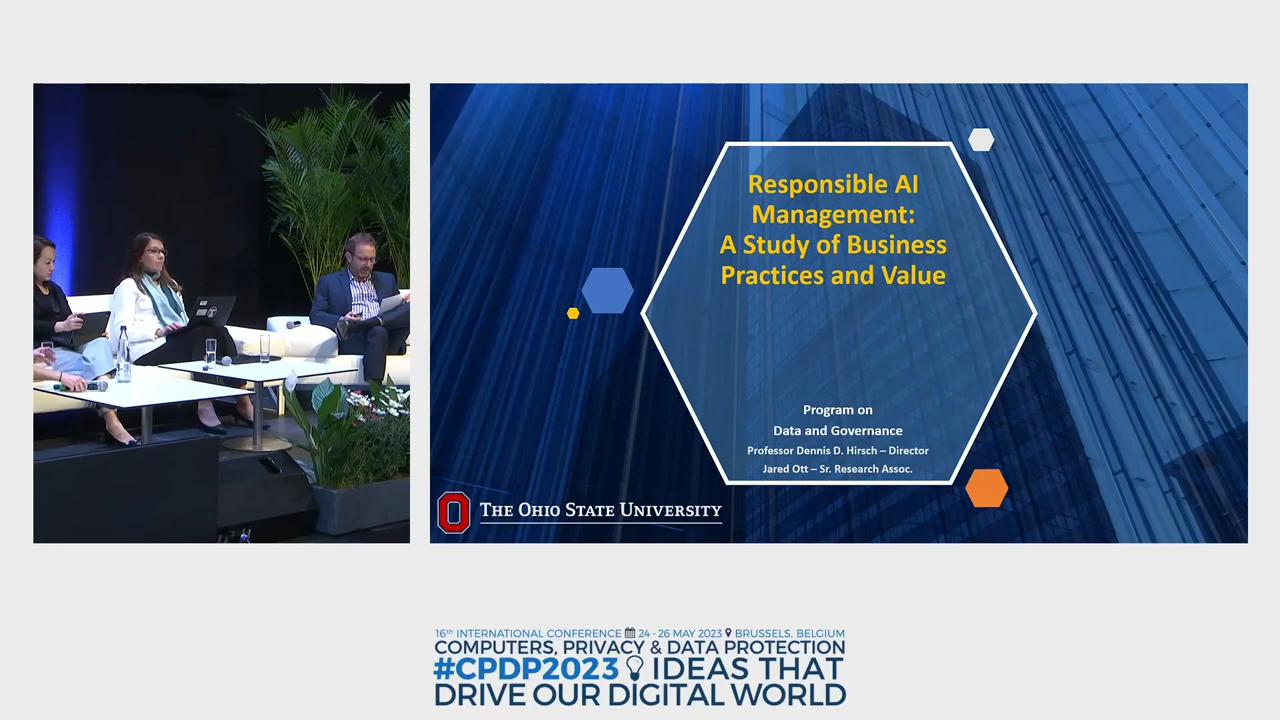 Responsible AI
Management:
A Study of Business
Practices and Value
Program on
Data and Governance
Professor Dennis D. Hirsch – Director
Jared Ott – Sr. Research Assoc.
THE OHIO STATE UNIVERSITY
16th INTERNATIONAL CONFERENCE 24 - 26 MAY 2023 BRUSSELS, BELGIUM
COMPUTERS, PRIVACY & DATA PROTECTION
#CPDP2023 IDEAS THAT
DRIVE OUR DIGITAL WORLD